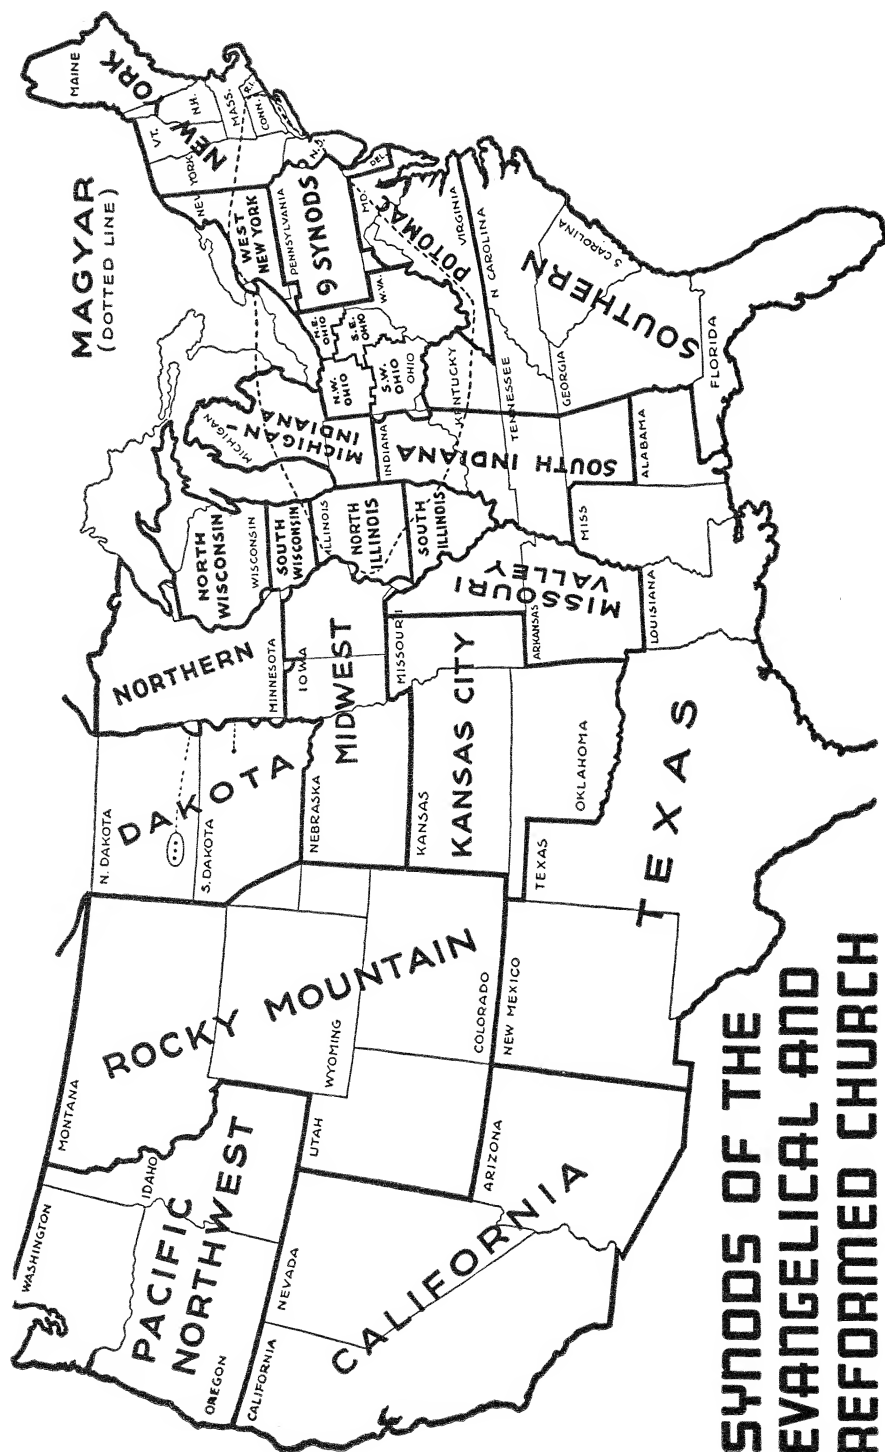 MAGYAR
(DOTTED LINE)
WASHINGTON
MONTANA
N. DAKOTA
MINNESOTA
WISCONSIN
MICHIGAN
NEW YORK
VT.
N.H.
MAINE
MASS.
R.I.
CONN.
NEW YORK
PACIFIC
NORTHWEST
OREGON
IDAHO
ROCKY MOUNTAIN
WYOMING
DAKOTA
S. DAKOTA
NORTHERN
NORTH
WISCONSIN
SOUTH
WISCONSIN
MICHIGAN -
INDIANA
WEST
NEW YORK
PENNSYLVANIA
9 SYNODS
N.J.
DEL.
MD.
CALIFORNIA
NEVADA
UTAH
COLORADO
NEBRASKA
IOWA
MIDWEST
ILLINOIS
NORTH
ILLINOIS
SOUTH
ILLINOIS
INDIANA
N.W.
OHIO
N.E.
OHIO
S.W.
OHIO
S.E.
OHIO
OHIO
W.VA.
POTOMAC
VIRGINIA
CALIFORNIA
ARIZONA
NEW MEXICO
KANSAS
KANSAS CITY
MISSOURI
MISSOURI
VALLEY
KENTUCKY
TENNESSEE
SOUTH INDIANA
N CAROLINA
S. CAROLINA
SOUTHERN
TEXAS
OKLAHOMA
ARKANSAS
MISS
ALABAMA
GEORGIA
FLORIDA
LOUISIANA
TEXAS
SYNODS OF THE
EVANGELICAL AND
REFORMED CHURCH